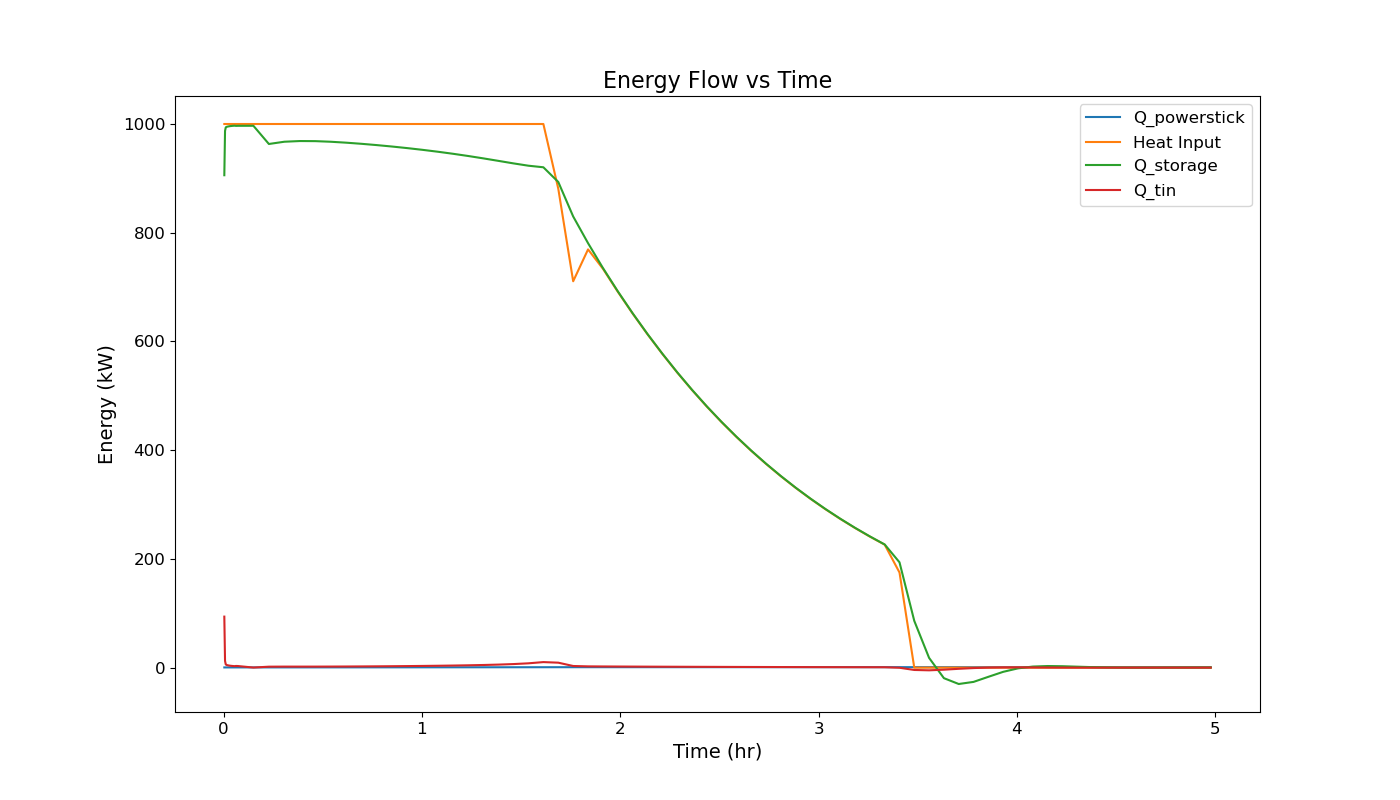 Energy Flow vs Time
Q_powerstick
Heat Input
Q_storage
Q_tin
Energy (kW)
1000
800
600
400
200
0
0 1 2 3 4 5
Time (hr)